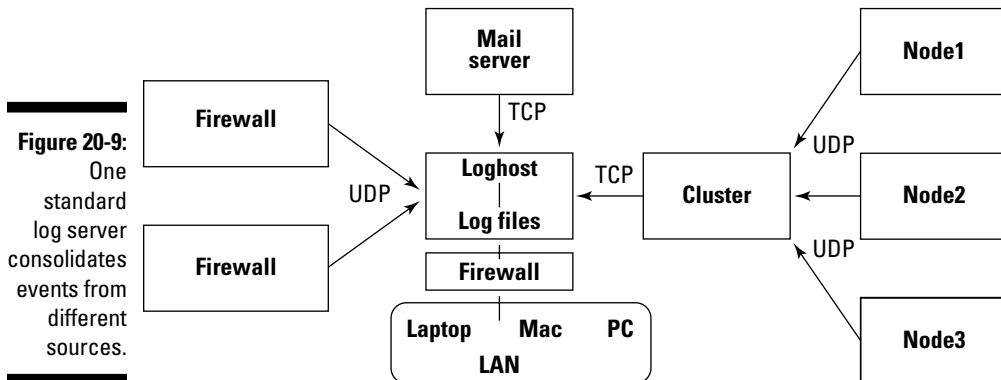 Figure 20-9:
One
standard
log server
consolidates
events from
different
sources.
Firewall
Firewall
UDP
Mail
server
TCP
Loghost
Log files
Firewall
Laptop Mac PC
LAN
TCP
Cluster
UDP
UDP
Node1
Node2
Node3